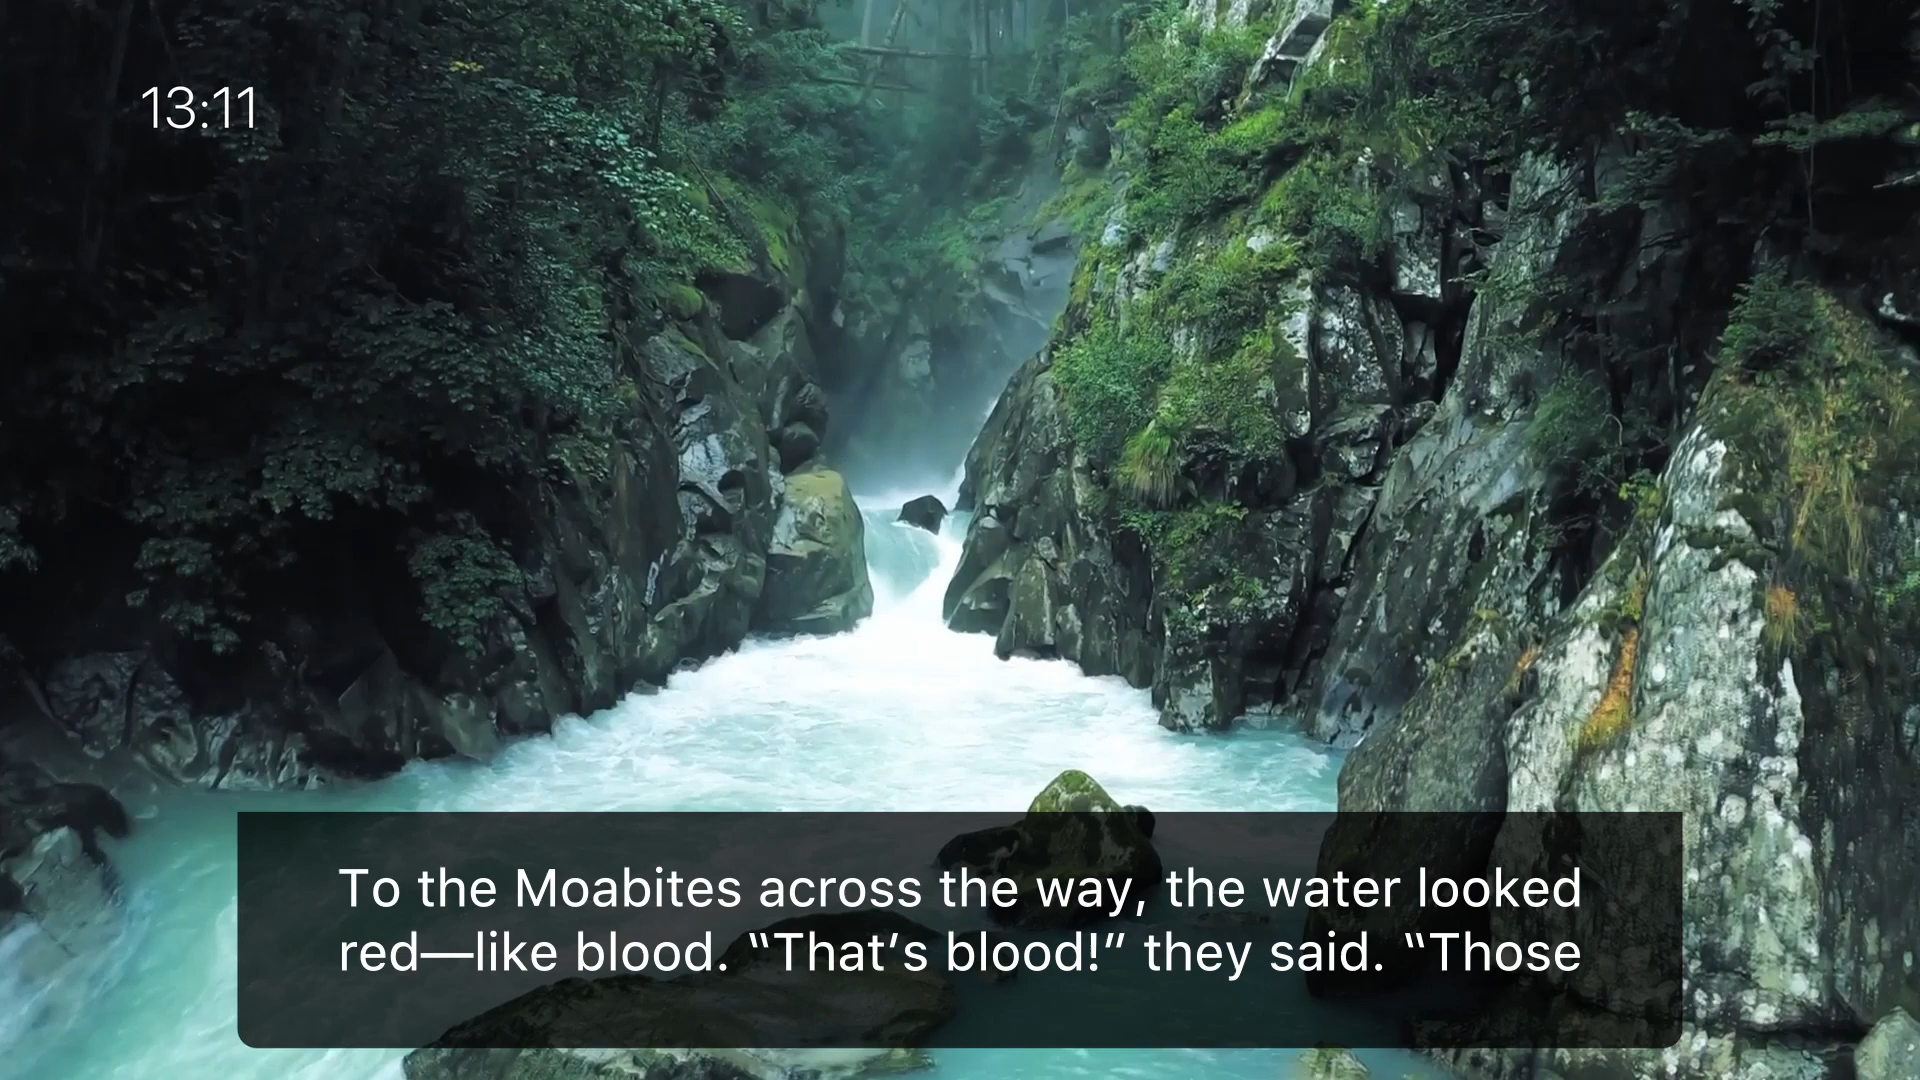 13:11
To the Moabites across the way, the water looked
red—like blood. “That’s blood!” they said. “Those